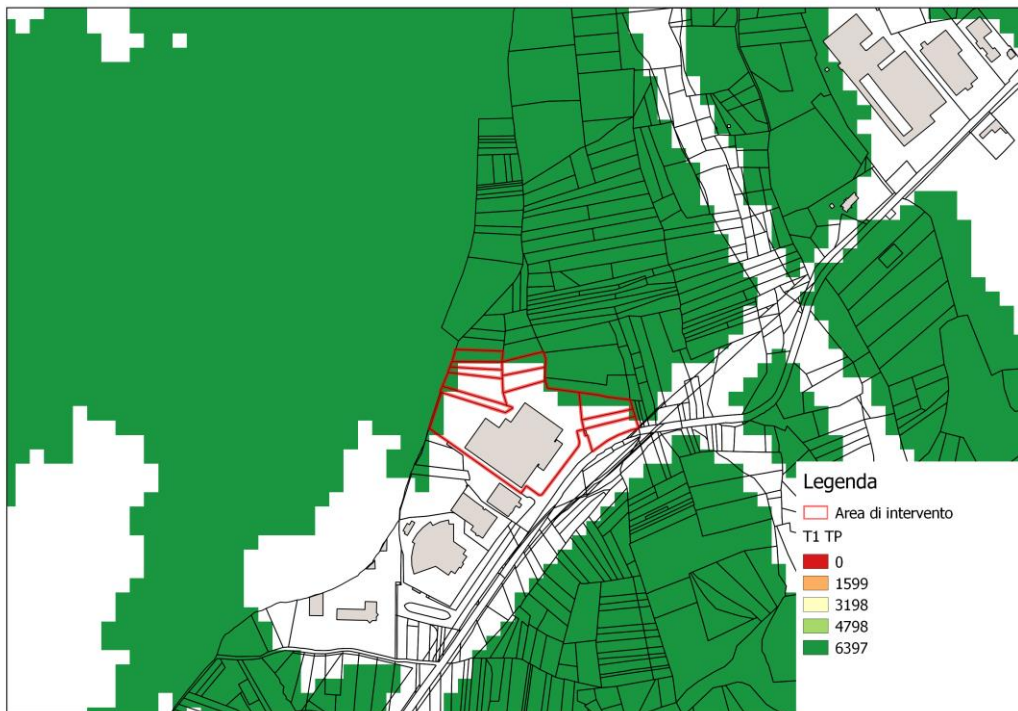 Legenda
Area di intervento
T1 TP
0
1599
3198
4798
6397